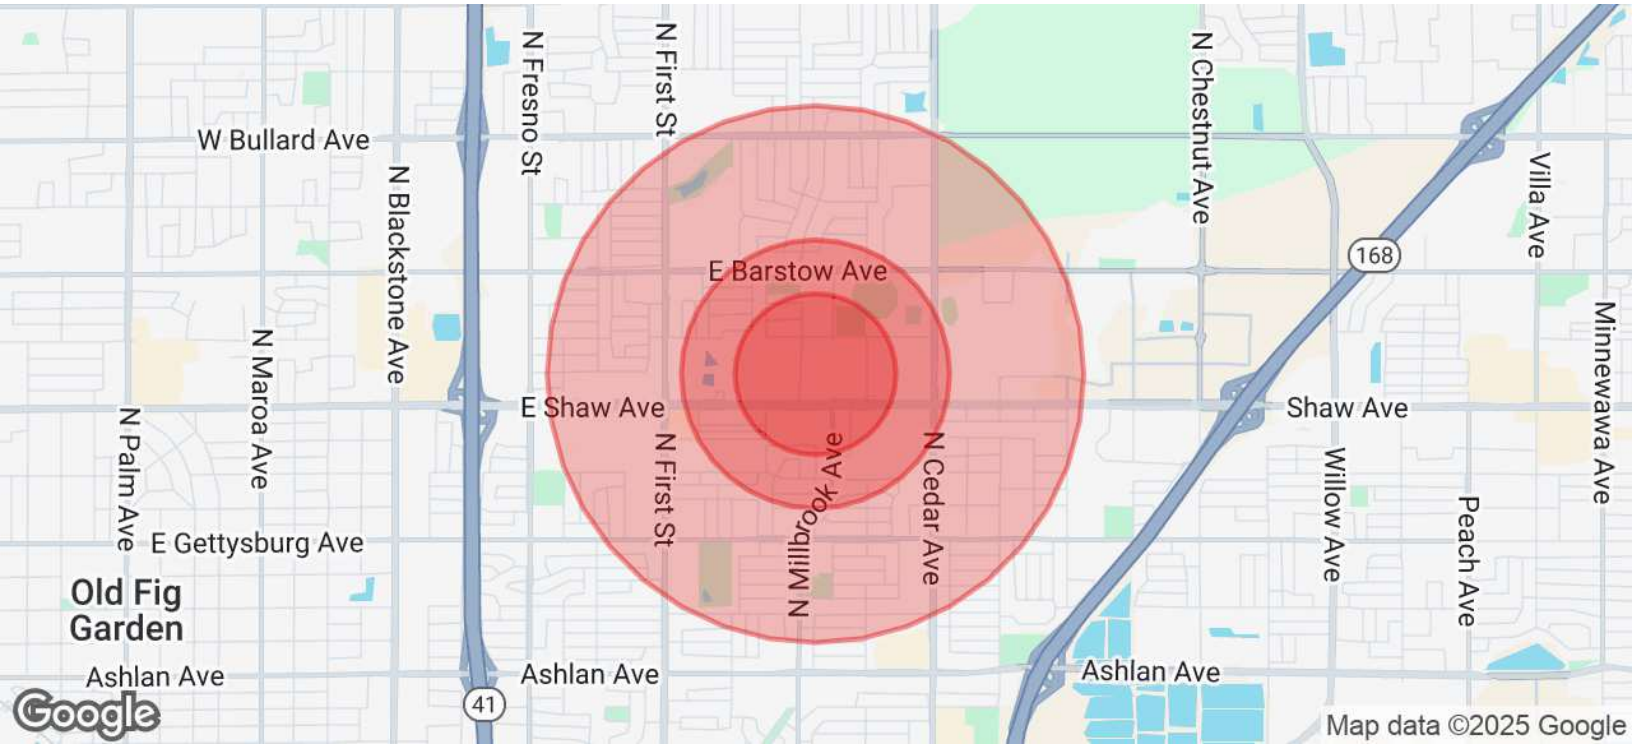 N Fresno St
N First St
N Chestnut Ave
W Bullard Ave
N Blackstone Ave
Villa Ave
168
E Barstow Ave
Minnewawa Ave
N Maroa Ave
N Palm Ave
E Shaw Ave
Shaw Ave
N First St
N Millbrook Ave
N Cedar Ave
Willow Ave
Peach Ave
E Gettysburg Ave
Old Fig
Garden
Ashlan Ave
Ashlan Ave
Ashlan Ave
41
Google
Map data ©2025 Google